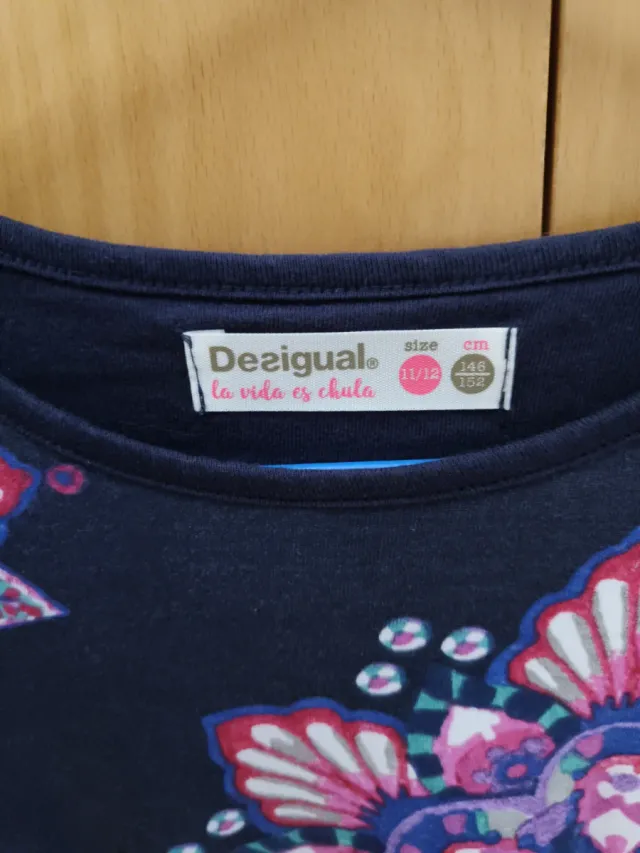 Desigual®
la vida es chula
size
11/12
cm
146
152